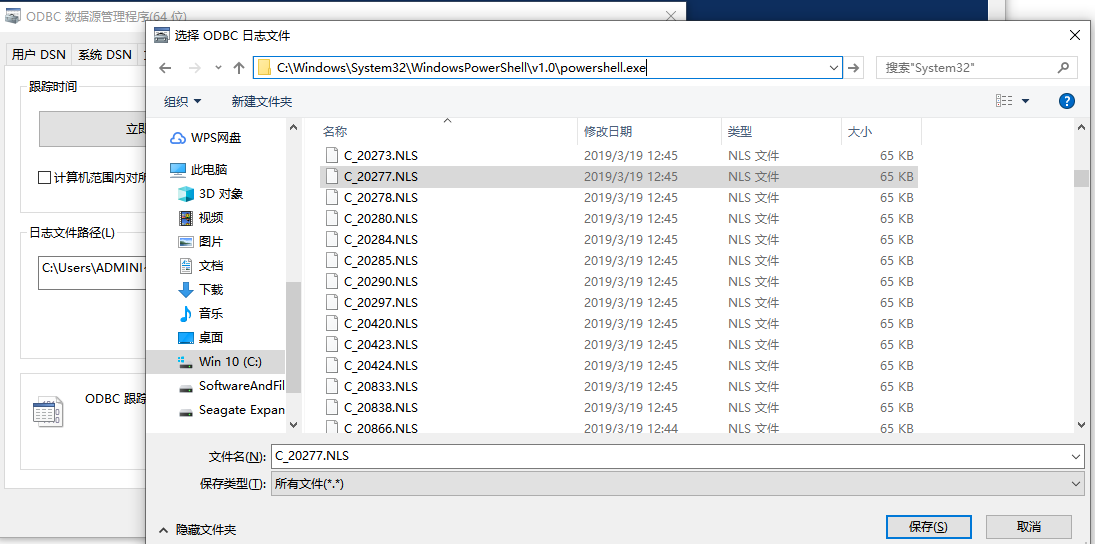 ODBC 数据源管理程序(64 位)
选择 ODBC 日志文件
用户 DSN 系统 DSN
C:\Windows\System32\WindowsPowerShell\v1.0\powershell.exe
搜索"System32"
跟踪时间
组织 新建文件夹
立即
计算机范围内对所
日志文件路径(L)
C:\Users\ADMINI
ODBC 跟踪
WPS网盘
此电脑
3D 对象
视频
图片
文档
下载
音乐
桌面
Win 10 (C:)
SoftwareAndFil
Seagate Expan
名称 修改日期 类型 大小
C_20273.NLS 2019/3/19 12:45 NLS 文件 65 KB
C_20277.NLS 2019/3/19 12:45 NLS 文件 65 KB
C_20278.NLS 2019/3/19 12:45 NLS 文件 65 KB
C_20280.NLS 2019/3/19 12:45 NLS 文件 65 KB
C_20284.NLS 2019/3/19 12:45 NLS 文件 65 KB
C_20285.NLS 2019/3/19 12:45 NLS 文件 65 KB
C_20290.NLS 2019/3/19 12:45 NLS 文件 65 KB
C_20297.NLS 2019/3/19 12:45 NLS 文件 65 KB
C_20420.NLS 2019/3/19 12:45 NLS 文件 65 KB
C_20423.NLS 2019/3/19 12:45 NLS 文件 65 KB
C_20424.NLS 2019/3/19 12:45 NLS 文件 65 KB
C_20833.NLS 2019/3/19 12:45 NLS 文件 65 KB
C_20838.NLS 2019/3/19 12:45 NLS 文件 65 KB
C_20866.NLS 2019/3/19 12:44 NLS 文件 65 KB
文件名(N): C_20277.NLS
保存类型(T): 所有文件(*.*)
隐藏文件夹 保存(S) 取消